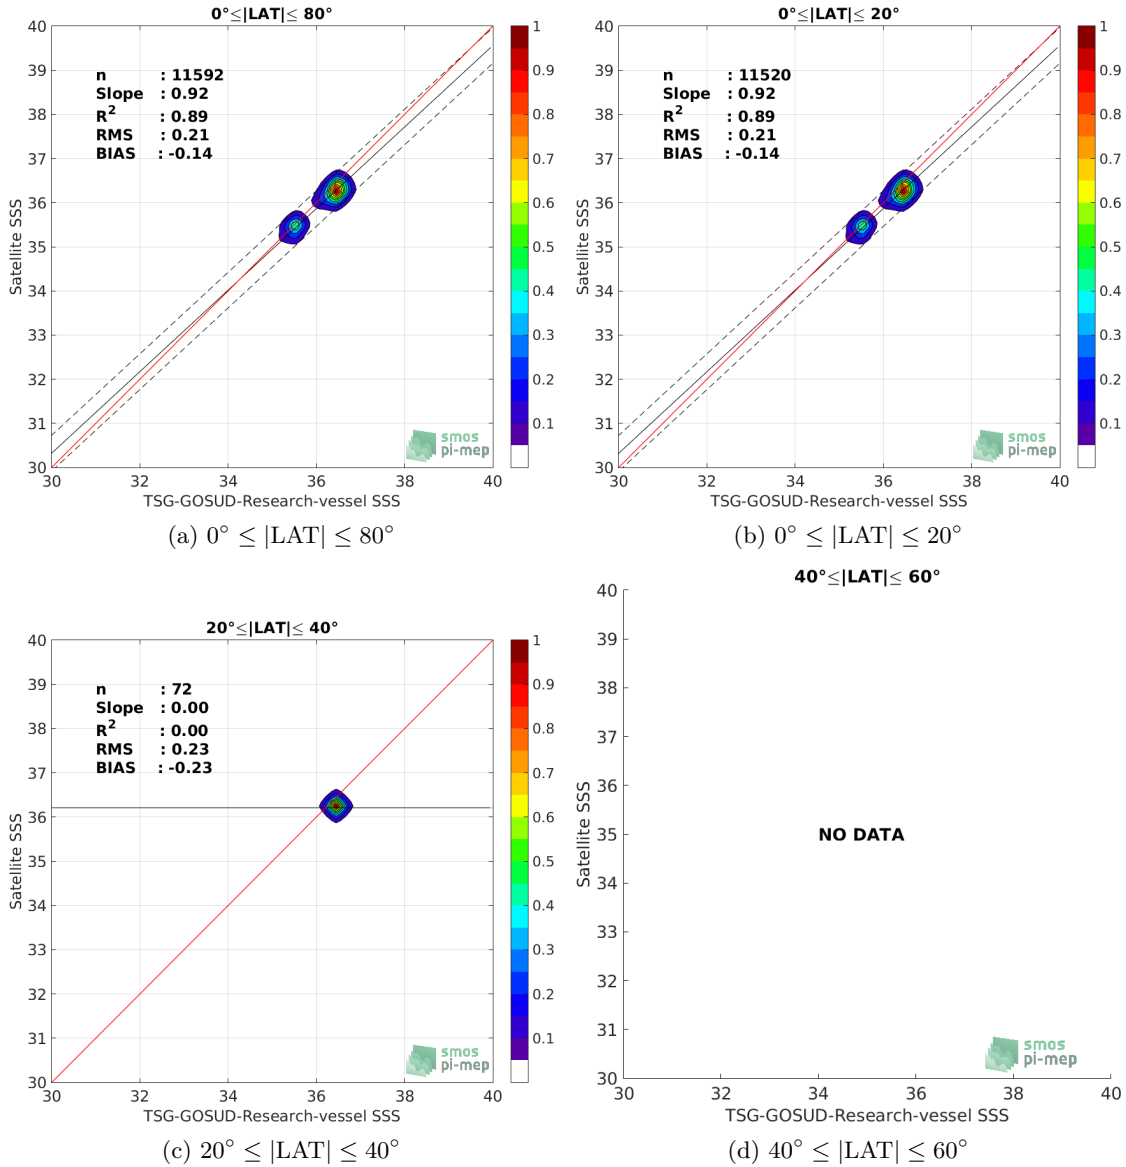 0°≤|LAT|≤ 80°
n : 11592
Slope : 0.92
R2 : 0.89
RMS : 0.21
BIAS : -0.14
40
39
38
37
36
35
34
33
32
31
30
30 32 34 36 38 40
Satellite SSS
TSG-GOSUD-Research-vessel SSS
1
0.9
0.8
0.7
0.6
0.5
0.4
0.3
0.2
0.1
smos
pi-mep
(a) 0° ≤ |LAT| ≤ 80°
0°≤|LAT|≤ 20°
n : 11520
Slope : 0.92
R2 : 0.89
RMS : 0.21
BIAS : -0.14
40
39
38
37
36
35
34
33
32
31
30
30 32 34 36 38 40
Satellite SSS
TSG-GOSUD-Research-vessel SSS
1
0.9
0.8
0.7
0.6
0.5
0.4
0.3
0.2
0.1
smos
pi-mep
(b) 0° ≤ |LAT| ≤ 20°
20°≤|LAT|≤ 40°
n : 72
Slope : 0.00
R2 : 0.00
RMS : 0.23
BIAS : -0.23
40
39
38
37
36
35
34
33
32
31
30
30 32 34 36 38 40
Satellite SSS
TSG-GOSUD-Research-vessel SSS
1
0.9
0.8
0.7
0.6
0.5
0.4
0.3
0.2
0.1
smos
pi-mep
(c) 20° ≤ |LAT| ≤ 40°
40°≤|LAT|≤ 60°
40
39
38
37
36
35
34
33
32
31
30
30 32 34 36 38 40
Satellite SSS
NO DATA
TSG-GOSUD-Research-vessel SSS
smos
pi-mep
(d) 40° ≤ |LAT| ≤ 60°